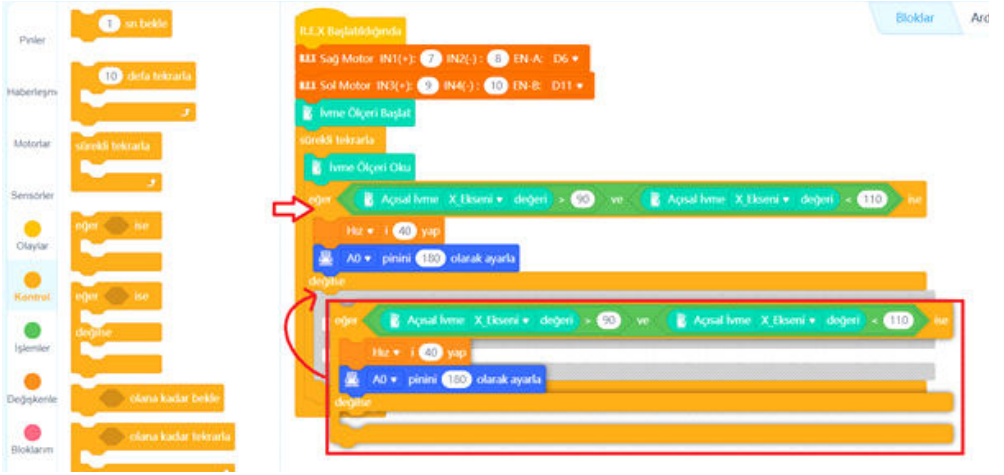 Bloklar Ard
Pinler
Haberleşme
Motorlar
Sensörler
Olaylar
Kontrol
İşlemler
Değişkenle
Bloklarım
1 sn bekle
10 defa tekrarla
sürekli tekrarla
eğer ise
eğer ise
değilse
olana kadar bekle
olana kadar tekrarla
R.E.X Başlatıldığında
R.E.X Sağ Motor IN1(+): 7 IN2(-) : 8 EN-A: D6
R.E.X Sol Motor IN3(+): 9 IN4(-) : 10 EN-B: D11
İvme Ölçeri Başlat
sürekli tekrarla
İvme Ölçeri Oku
eğer Açısal İvme X_Ekseni değeri > 90 ve Açısal İvme X_Ekseni değeri < 110 ise
Hız i 40 yap
A0 pinini 180 olarak ayarla
değilse
eğer Açısal İvme X_Ekseni değeri > 90 ve Açısal İvme X_Ekseni değeri < 110 ise
Hız i 40 yap
A0 pinini 180 olarak ayarla
değilse